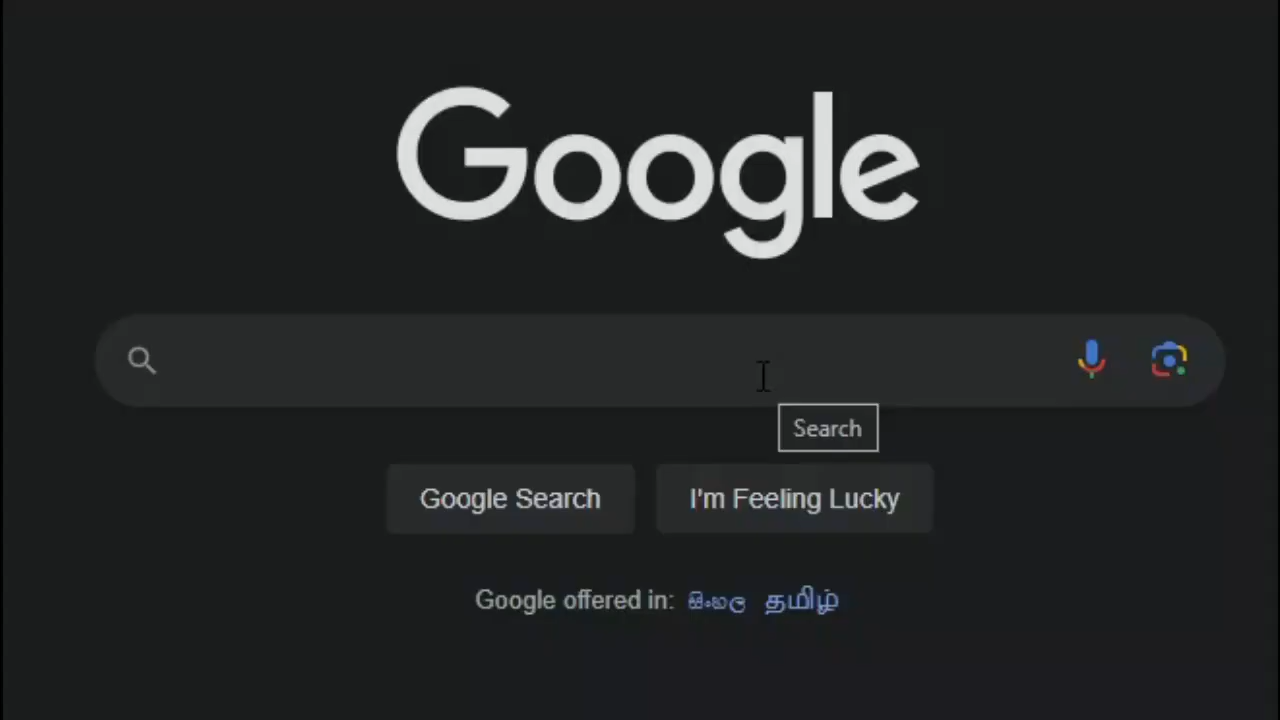 Google
Search
Google Search I'm Feeling Lucky
Google offered in: සිංහල தமிழ்